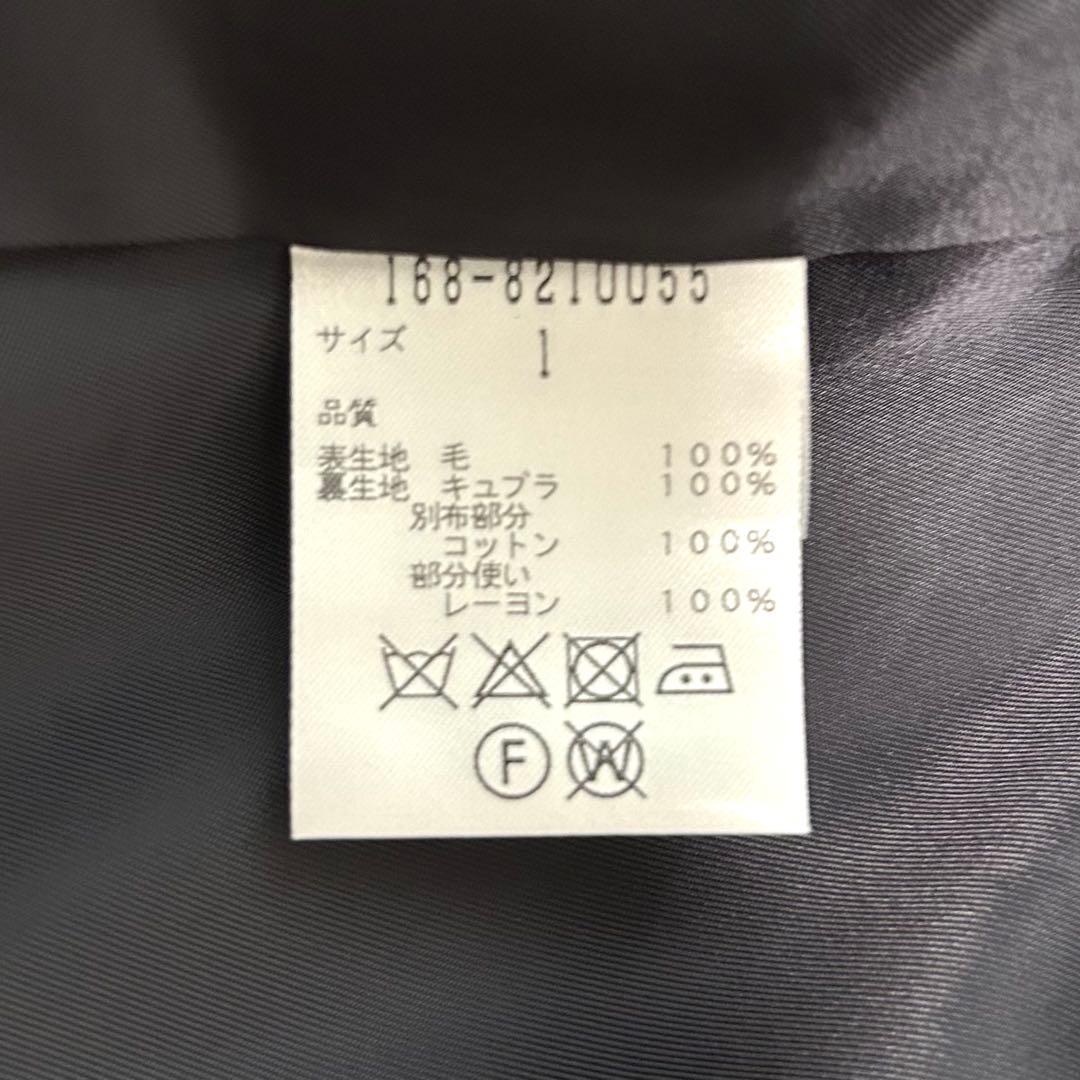 168-8210055
サイズ 1
品質
表生地 毛 100%
裏生地 キュプラ 100%
別布部分
コットン 100%
部分使い
レーヨン 100%
F W